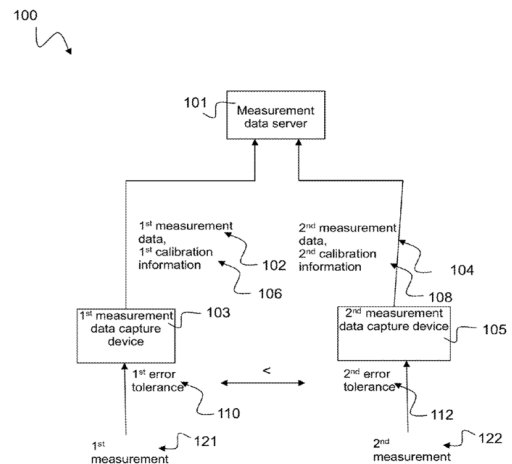 100
101
Measurement
data server
1st measurement
data,
1st calibration
information
102
106
2nd measurement
data,
2nd calibration
information
104
108
1st measurement
data capture
device
103
2nd measurement
data capture device
105
1st error
tolerance
110
<
2nd error
tolerance
112
1st
measurement
121
2nd
measurement
122